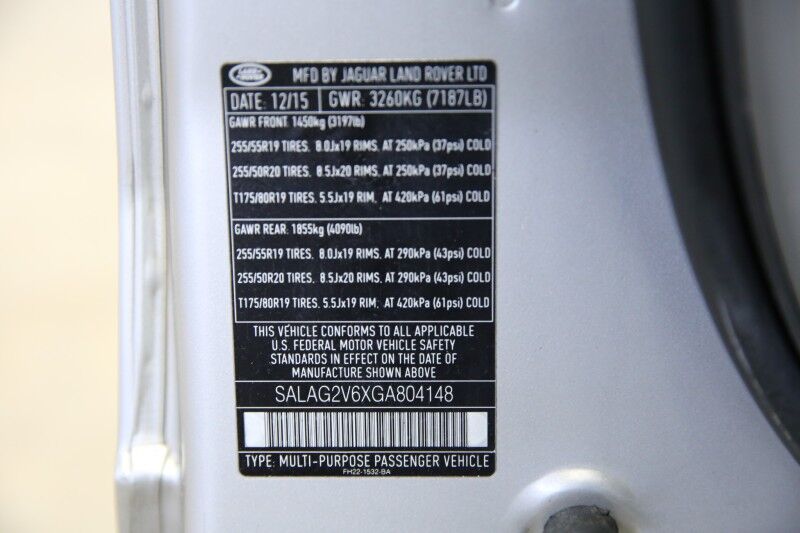 LAND ROVER MFD BY JAGUAR LAND ROVER LTD
DATE: 12/15 GWR: 3260KG (7187LB)
GAWR FRONT. 1450kg (3197lb)
255/55R19 TIRES. 8.0Jx19 RIMS. AT 250kPa (37psi) COLD
255/50R20 TIRES. 8.5Jx20 RIMS. AT 250kPa (37psi) COLD
T175/80R19 TIRES. 5.5Jx19 RIM. AT 420kPa (61psi) COLD
GAWR REAR. 1855kg (4090lb)
255/55R19 TIRES. 8.0Jx19 RIMS. AT 290kPa (43psi) COLD
255/50R20 TIRES. 8.5Jx20 RIMS. AT 290kPa (43psi) COLD
T175/80R19 TIRES. 5.5Jx19 RIM. AT 420kPa (61psi) COLD
THIS VEHICLE CONFORMS TO ALL APPLICABLE
U.S. FEDERAL MOTOR VEHICLE SAFETY
STANDARDS IN EFFECT ON THE DATE OF
MANUFACTURE SHOWN ABOVE
SALAG2V6XGA804148
TYPE: MULTI-PURPOSE PASSENGER VEHICLE
FH22-1532-BA